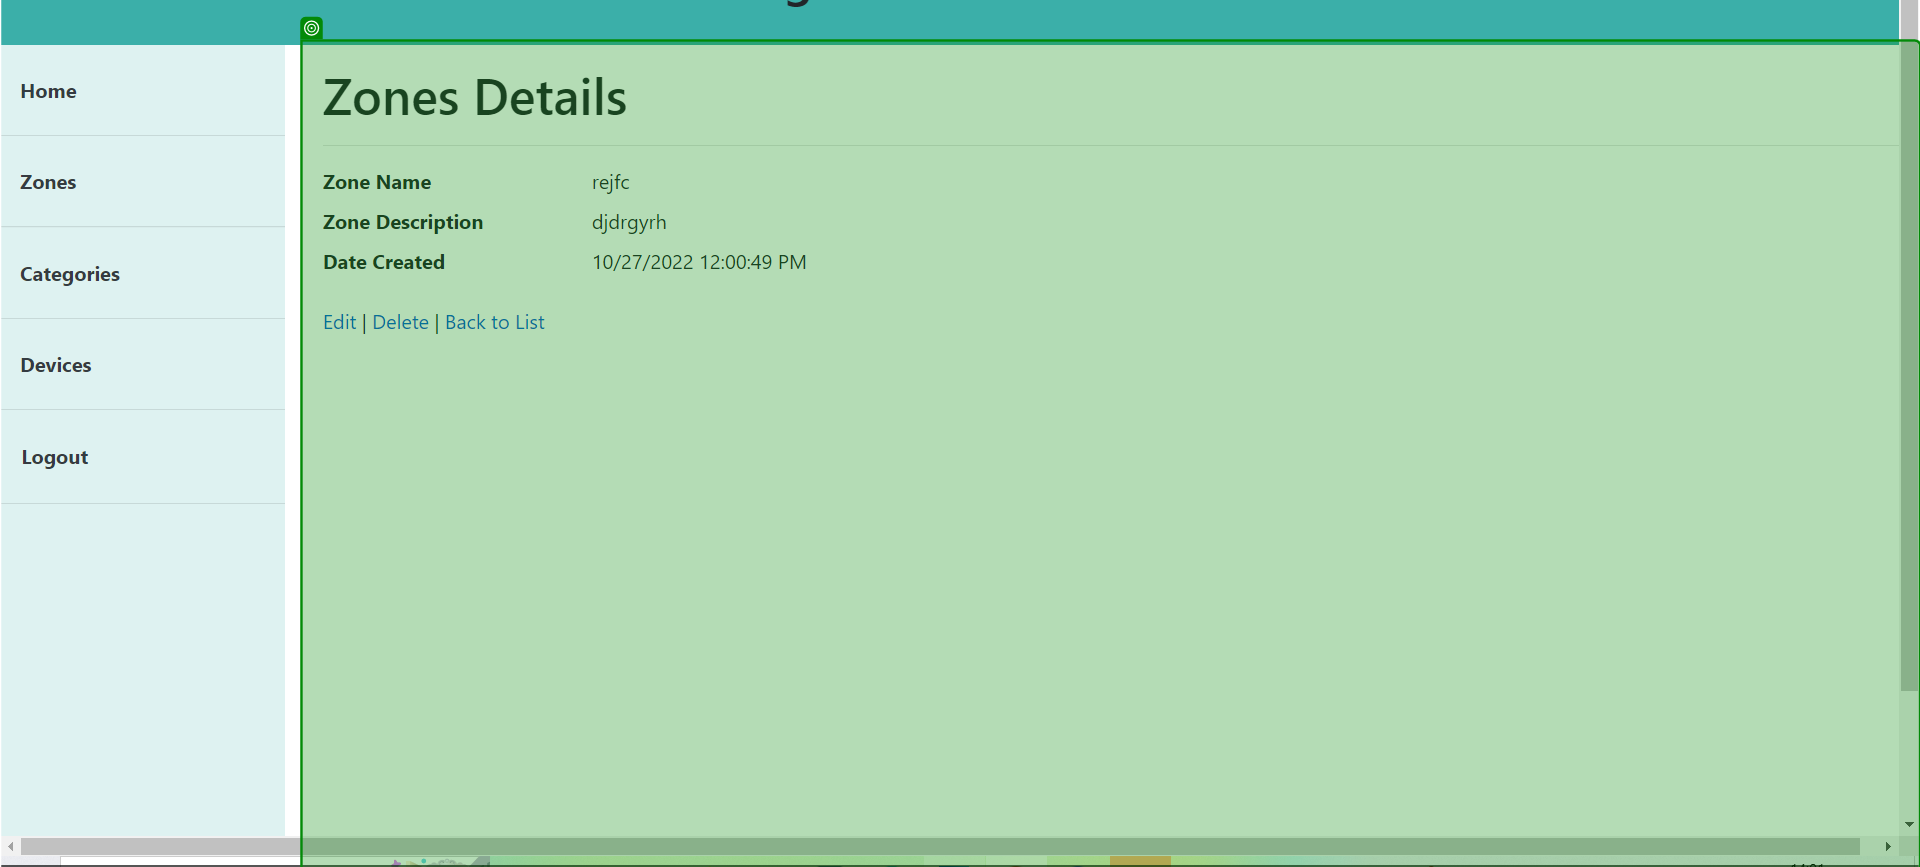 Home
Zones
Categories
Devices
Logout
Zones Details
Zone Name rejfc
Zone Description djdrgyrh
Date Created 10/27/2022 12:00:49 PM
Edit | Delete | Back to List